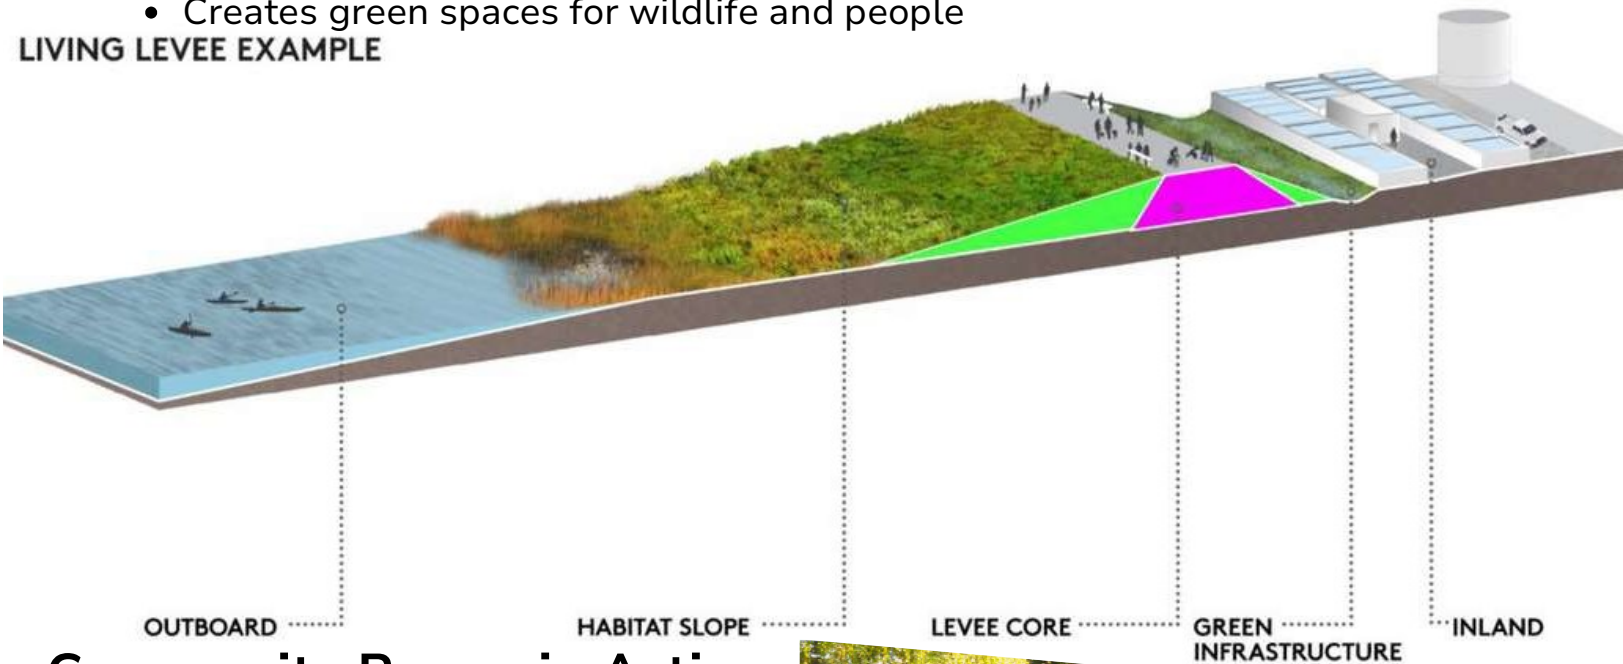 • Creates green spaces for wildlife and people
LIVING LEVEE EXAMPLE
OUTBOARD
HABITAT SLOPE
LEVEE CORE
GREEN
INFRASTRUCTURE
INLAND